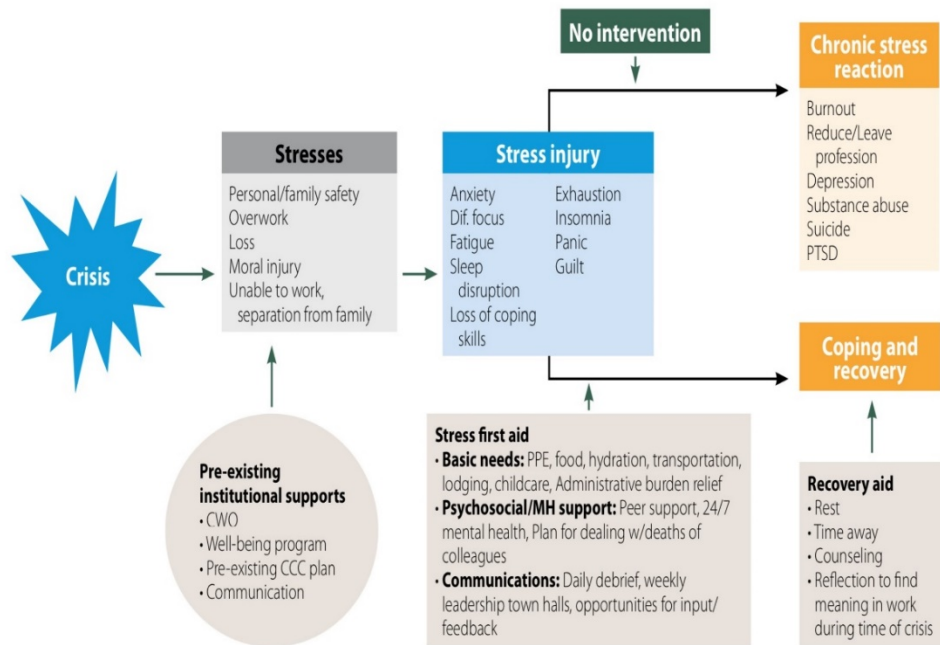 No intervention
Chronic stress
reaction
Burnout
Reduce/Leave
profession
Depression
Substance abuse
Suicide
PTSD
Crisis
Stresses
Personal/family safety
Overwork
Loss
Moral injury
Unable to work,
separation from family
Stress injury
Anxiety
Dif. focus
Fatigue
Sleep
disruption
Loss of coping
skills
Exhaustion
Insomnia
Panic
Guilt
Coping and
recovery
Pre-existing
institutional supports
• CWO
• Well-being program
• Pre-existing CCC plan
• Communication
Stress first aid
• Basic needs: PPE, food, hydration, transportation,
lodging, childcare, Administrative burden relief
• Psychosocial/MH support: Peer support, 24/7
mental health, Plan for dealing w/deaths of
colleagues
• Communications: Daily debrief, weekly
leadership town halls, opportunities for input/
feedback
Recovery aid
• Rest
• Time away
• Counseling
• Reflection to find
meaning in work
during time of crisis